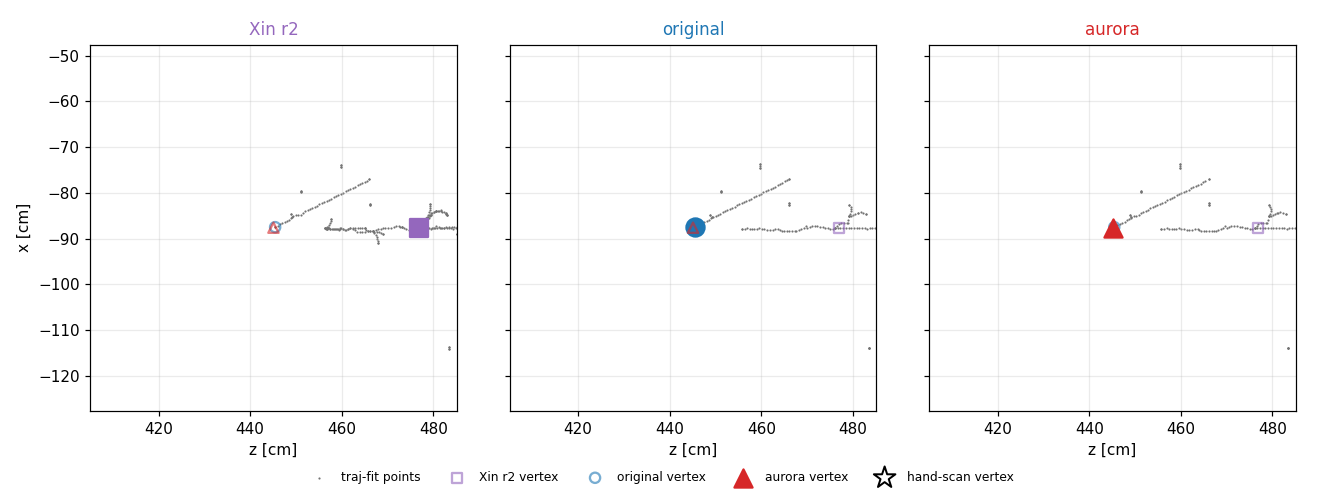 Xin r2 original aurora
−50
−60
−70
−80
−90
−100
−110
−120
x [cm]
420 440 460 480 420 440 460 480 420 440 460 480
z [cm] z [cm] z [cm]
traj-fit points Xin r2 vertex original vertex aurora vertex hand-scan vertex